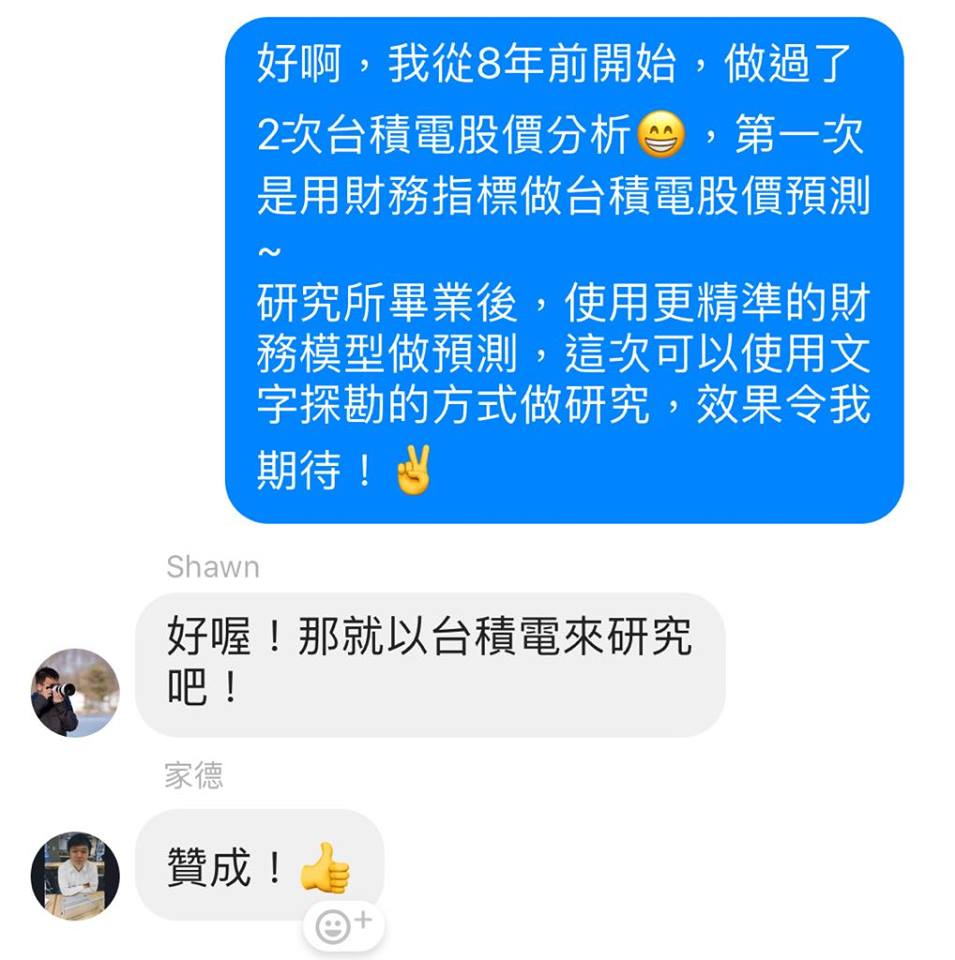 好啊，我從8年前開始，做過了
2次台積電股價分析😁，第一次
是用財務指標做台積電股價預測
~
研究所畢業後，使用更精準的財
務模型做預測，這次可以使用文
字探勘的方式做研究，效果令我
期待！✌️
Shawn
好喔！那就以台積電來研究
吧！
家德
贊成！👍